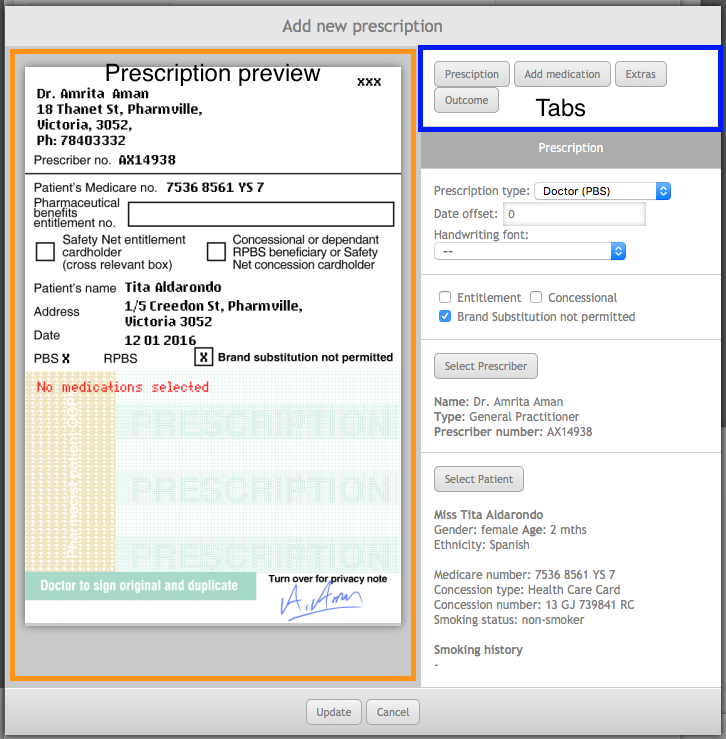 Add new prescription
Prescription preview
xxx
Dr. Amrita Aman
18 Thanet St, Pharmville,
Victoria, 3052,
Ph: 78403332
Prescriber no. AX14938
Patient's Medicare no. 7536 8561 YS 7
Pharmaceutical
benefits
entitlement no.
Safety Net entitlement
cardholder
(cross relevant box)
Concessional or dependant
RPBS beneficiary or Safety
Net concession cardholder
Patient's name Tita Aldarondo
Address 1/5 Creedon St, Pharmville,
Victoria 3052
Date 12 01 2016
PBS X RPBS X Brand substitution not permitted
No medications selected
Pharmacist/patient COPY
PRESCRIPTION
PRESCRIPTION
PRESCRIPTION
Doctor to sign original and duplicate
Turn over for privacy note
A. Aman
Presciption Add medication Extras
Outcome
Tabs
Prescription
Prescription type: Doctor (PBS)
Date offset: 0
Handwriting font:
--
Entitlement Concessional
Brand Substitution not permitted
Select Prescriber
Name: Dr. Amrita Aman
Type: General Practitioner
Prescriber number: AX14938
Select Patient
Miss Tita Aldarondo
Gender: female Age: 2 mths
Ethnicity: Spanish
Medicare number: 7536 8561 YS 7
Concession type: Health Care Card
Concession number: 13 GJ 739841 RC
Smoking status: non-smoker
Smoking history
-
Update Cancel